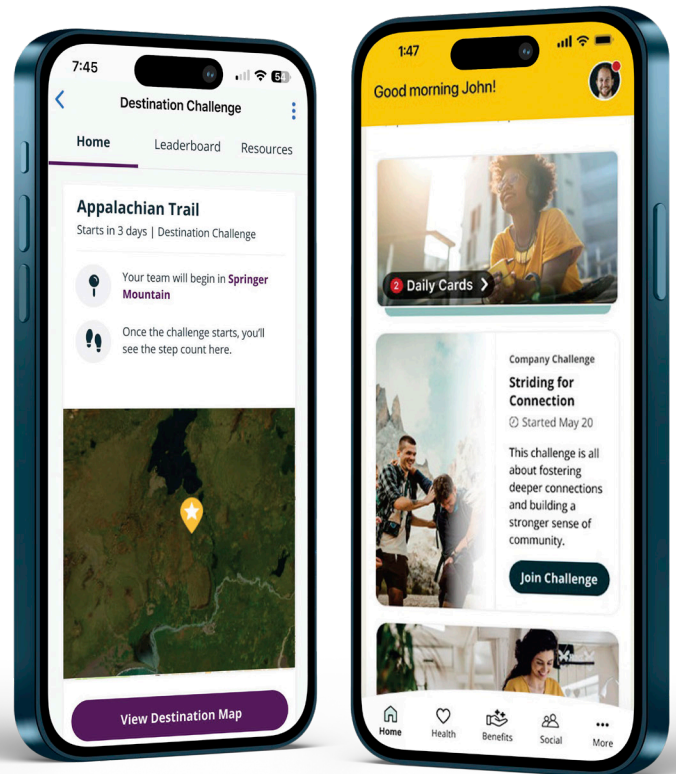 7:45
54
Destination Challenge
Home
Leaderboard
Resources
Appalachian Trail
Starts in 3 days | Destination Challenge
Your team will begin in Springer
Mountain
Once the challenge starts, you'll
see the step count here.
View Destination Map
1:47
Good morning John!
2 Daily Cards
Company Challenge
Striding for
Connection
Started May 20
This challenge is all
about fostering
deeper connections
and building a
stronger sense of
community.
Join Challenge
Home
Health
Benefits
Social
More